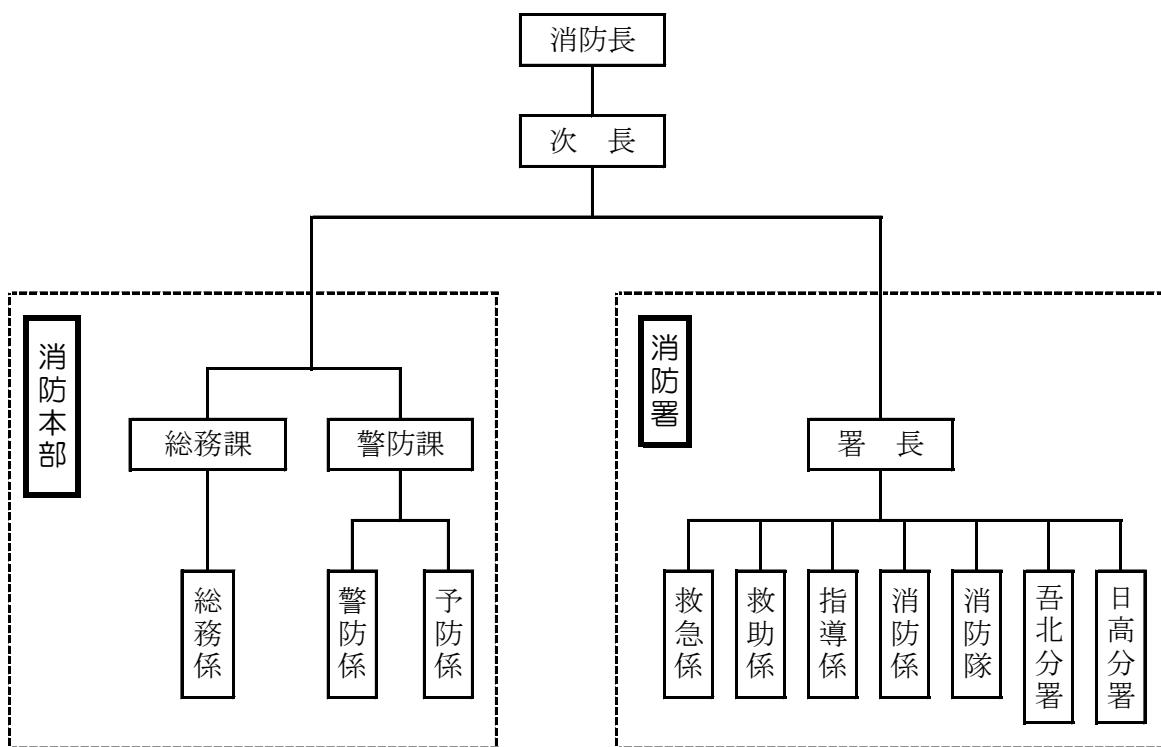 消防長
次　長
消防本部
総務課
警防課
総務係
警防係
予防係
消防署
署　長
救急係
救助係
指導係
消防係
消防隊
吾北分署
日高分署